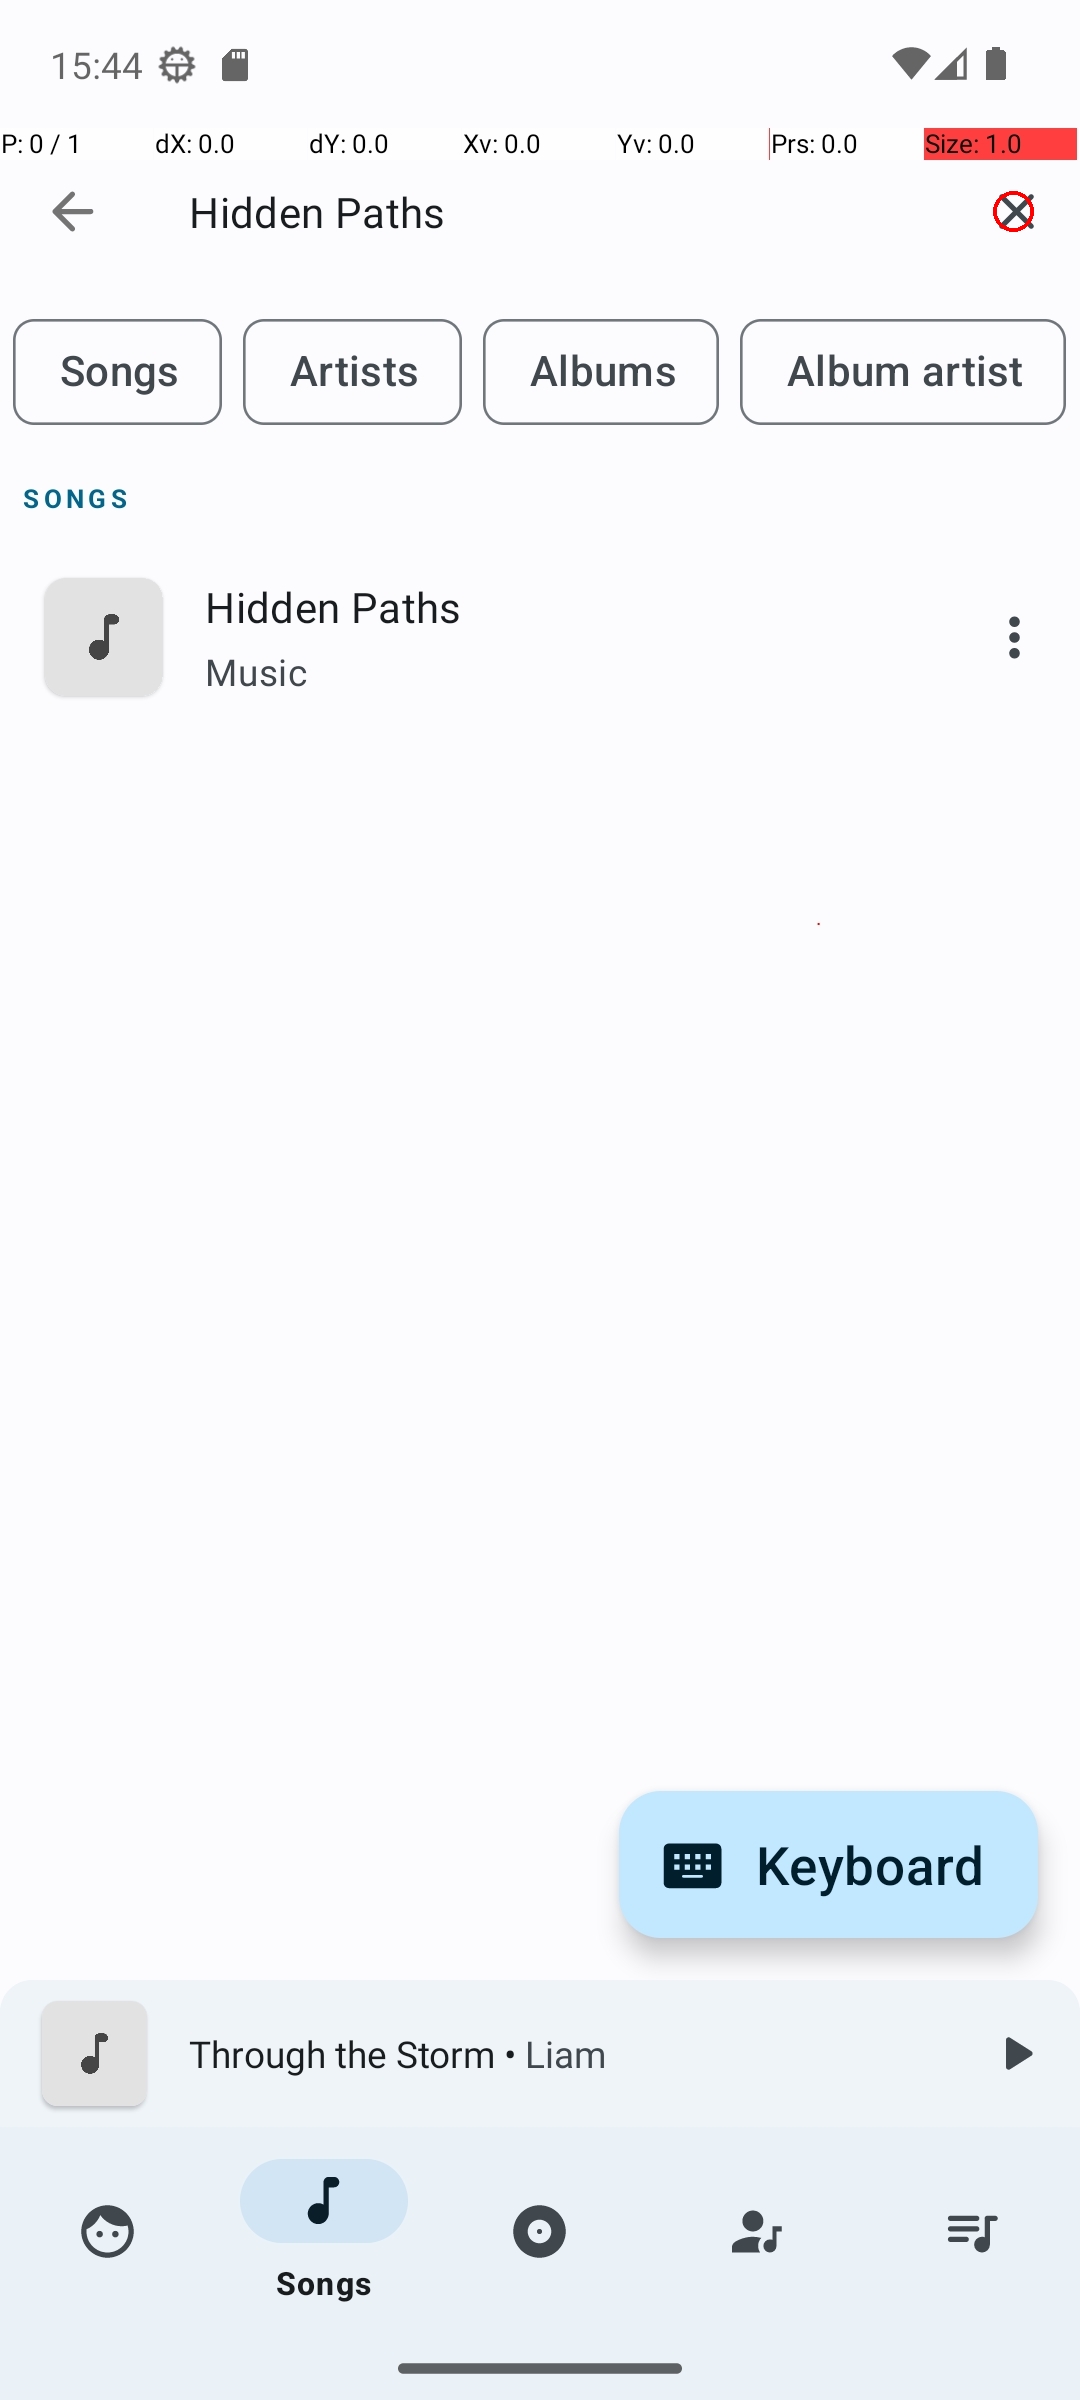 15:44
P: 0 / 1 dX: 0.0 dY: 0.0 Xv: 0.0 Yv: 0.0 Prs: 0.0 Size: 1.0
Hidden Paths
Songs Artists Albums Album artist
SONGS
Hidden Paths
Music
Keyboard
Through the Storm • Liam
Songs